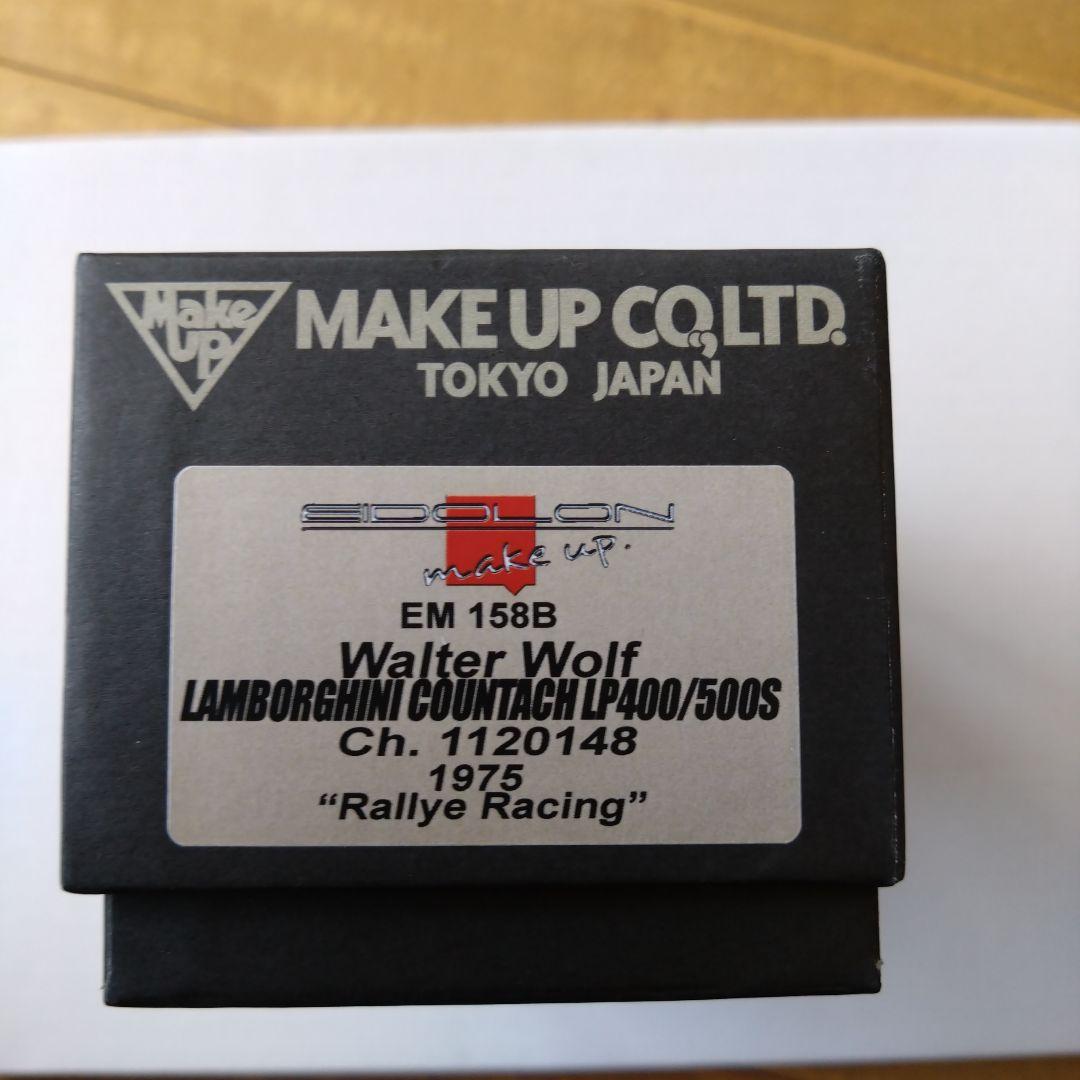 Make UP
MAKE UP CO.,LTD.
TOKYO JAPAN
EIDOLON
make up.
EM 158B
Walter Wolf
LAMBORGHINI COUNTACH LP400/500S
Ch. 1120148
1975
“Rallye Racing”